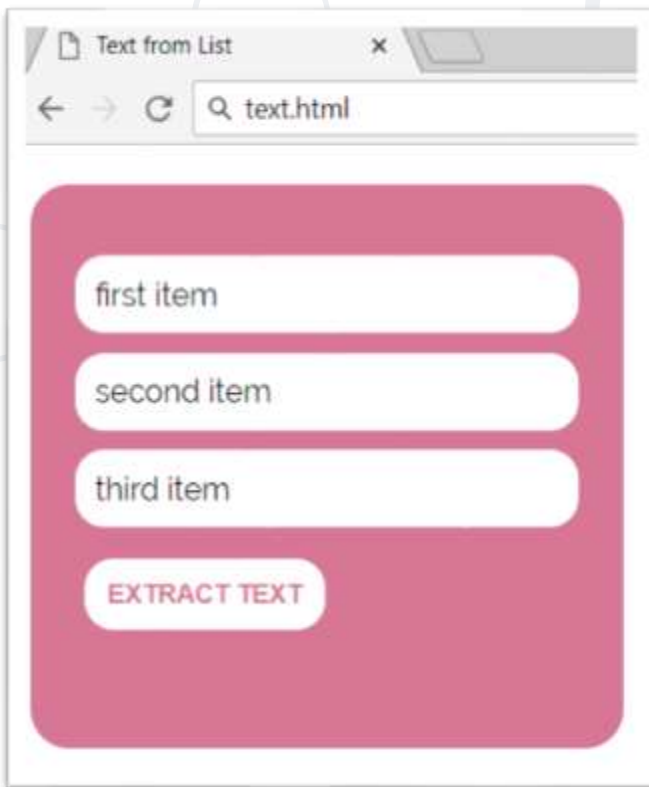 Text from List
text.html
first item
second item
third item
EXTRACT TEXT